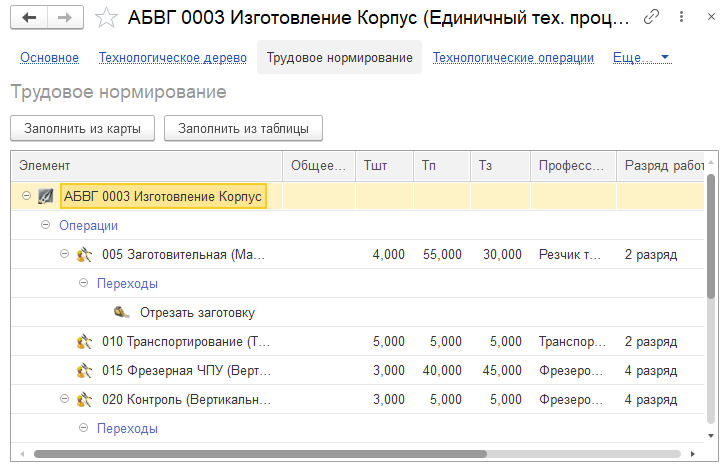 АБВГ 0003 Изготовление Корпус (Единичный тех. проц...
Основное Технологическое дерево Трудовое нормирование Технологические операции Еще...
Трудовое нормирование
Заполнить из карты Заполнить из таблицы
Элемент Общее... Тшт Тп Тз Професс... Разряд работ
АБВГ 0003 Изготовление Корпус
Операции
005 Заготовительная (Ма... 4,000 55,000 30,000 Резчик т... 2 разряд
Переходы
Отрезать заготовку
010 Транспортирование (Т... 5,000 5,000 5,000 Транспор... 2 разряд
015 Фрезерная ЧПУ (Верт... 3,000 40,000 45,000 Фрезеро... 4 разряд
020 Контроль (Вертикальн... 3,000 5,000 5,000 Фрезеро... 4 разряд
Переходы